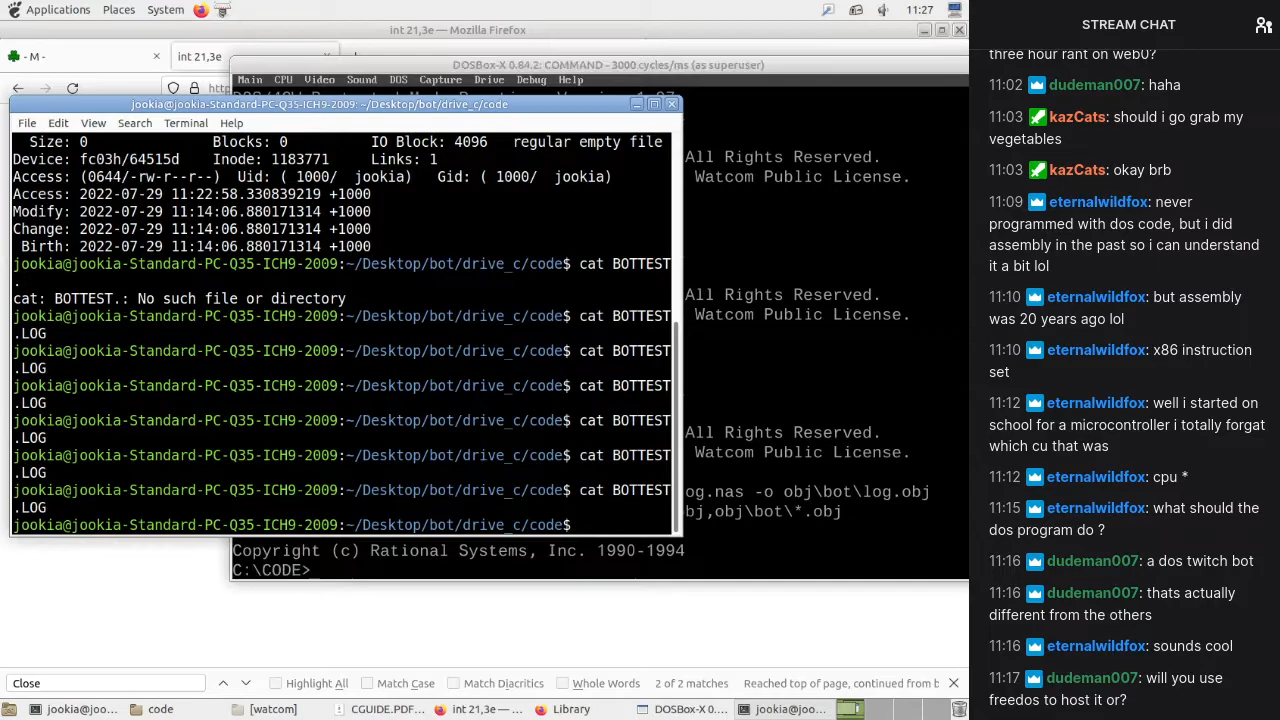 Applications Places System 11:27
int 21,3e — Mozilla Firefox
- M - × int 21,3e
DOSBox-X 0.84.2: COMMAND - 3000 cycles/ms (as superuser)
Main CPU Video Sound DOS Capture Drive Debug Help
jookia@jookia-Standard-PC-Q35-ICH9-2009: ~/Desktop/bot/drive_c/code
File Edit View Search Terminal Help
Size: 0 Blocks: 0 IO Block: 4096 regular empty file
Device: fc03h/64515d Inode: 1183771 Links: 1
Access: (0644/-rw-r--r--) Uid: ( 1000/ jookia) Gid: ( 1000/ jookia)
Access: 2022-07-29 11:22:58.330839219 +1000
Modify: 2022-07-29 11:14:06.880171314 +1000
Change: 2022-07-29 11:14:06.880171314 +1000
Birth: 2022-07-29 11:14:06.880171314 +1000
jookia@jookia-Standard-PC-Q35-ICH9-2009:~/Desktop/bot/drive_c/code$ cat BOTTEST
.
cat: BOTTEST.: No such file or directory
jookia@jookia-Standard-PC-Q35-ICH9-2009:~/Desktop/bot/drive_c/code$ cat BOTTEST
.LOG
jookia@jookia-Standard-PC-Q35-ICH9-2009:~/Desktop/bot/drive_c/code$ cat BOTTEST
.LOG
jookia@jookia-Standard-PC-Q35-ICH9-2009:~/Desktop/bot/drive_c/code$ cat BOTTEST
.LOG
jookia@jookia-Standard-PC-Q35-ICH9-2009:~/Desktop/bot/drive_c/code$ cat BOTTEST
.LOG
jookia@jookia-Standard-PC-Q35-ICH9-2009:~/Desktop/bot/drive_c/code$ cat BOTTEST
.LOG
jookia@jookia-Standard-PC-Q35-ICH9-2009:~/Desktop/bot/drive_c/code$ cat BOTTEST
.LOG
jookia@jookia-Standard-PC-Q35-ICH9-2009:~/Desktop/bot/drive_c/code$
All Rights Reserved.
Watcom Public License.
All Rights Reserved.
Watcom Public License.
All Rights Reserved.
Watcom Public License.
og.nas -o obj\bot\log.obj
bj,obj\bot\*.obj
Copyright (c) Rational Systems, Inc. 1990-1994
C:\CODE>_
Close Highlight All Match Case Match Diacritics Whole Words 2 of 2 matches Reached top of page, continued from b
jookia@joo... code [watcom] CGUIDE.PDF... int 21,3e — ... Library DOSBox-X 0.... jookia@joo...
STREAM CHAT
three hour rant on web0?
11:02 dudeman007: haha
11:03 kazCats: should i go grab my
vegetables
11:03 kazCats: okay brb
11:09 eternalwildfox: never
programmed with dos code, but i did
assembly in the past so i can understand
it a bit lol
11:10 eternalwildfox: but assembly
was 20 years ago lol
11:10 eternalwildfox: x86 instruction
set
11:12 eternalwildfox: well i started on
school for a microcontroller i totally forgat
which cu that was
11:12 eternalwildfox: cpu *
11:15 eternalwildfox: what should the
dos program do ?
11:16 dudeman007: a dos twitch bot
11:16 dudeman007: thats actually
different from the others
11:16 eternalwildfox: sounds cool
11:17 dudeman007: will you use
freedos to host it or?